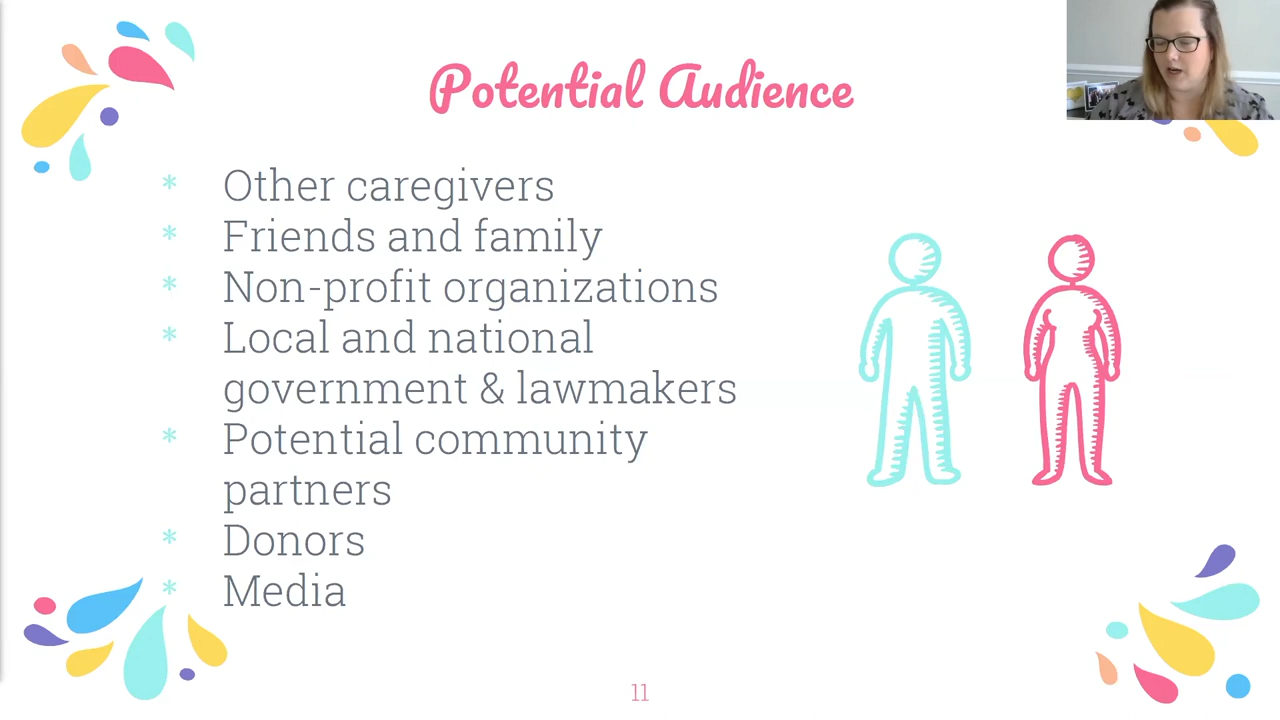 Potential Audience
* Other caregivers
* Friends and family
* Non-profit organizations
* Local and national
government & lawmakers
* Potential community
partners
* Donors
* Media
11